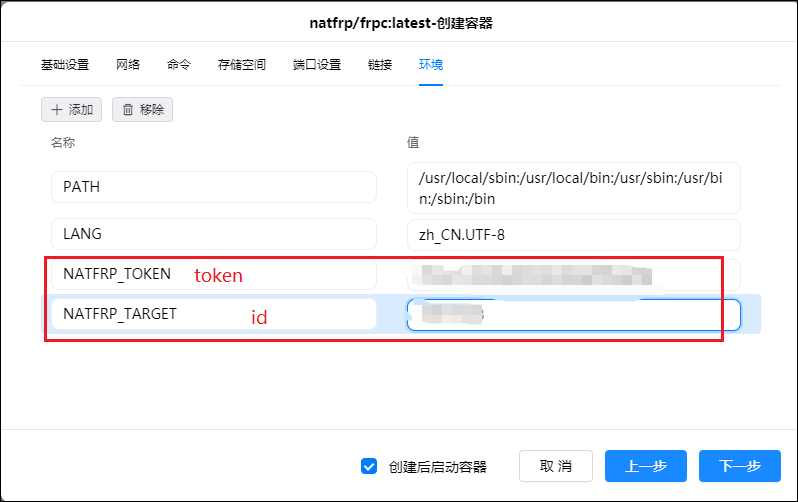 natfrp/frpc:latest-创建容器
基础设置 网络 命令 存储空间 端口设置 链接 环境
添加 移除
名称 值
PATH /usr/local/sbin:/usr/local/bin:/usr/sbin:/usr/bi
n:/sbin:/bin
LANG zh_CN.UTF-8
NATFRP_TOKEN token
NATFRP_TARGET id
创建后启动容器 取 消 上一步 下一步